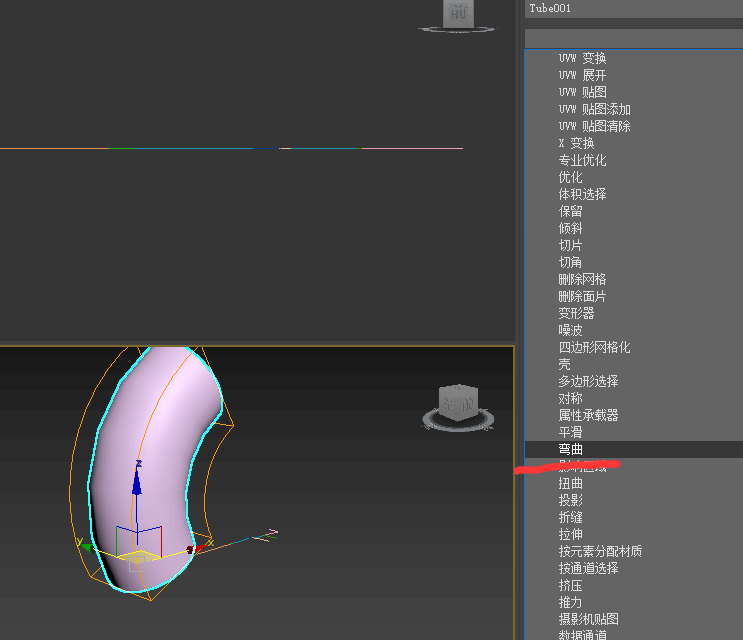 Tube001
UVW 变换
UVW 展开
UVW 贴图
UVW 贴图添加
UVW 贴图清除
X 变换
专业优化
优化
体积选择
保留
倾斜
切片
切角
删除网格
删除面片
变形器
噪波
四边形网格化
壳
多边形选择
对称
属性承载器
平滑
弯曲
影响区域
扭曲
投影
折缝
拉伸
按元素分配材质
按通道选择
挤压
推力
摄影机贴图
数据通道
z
y
x